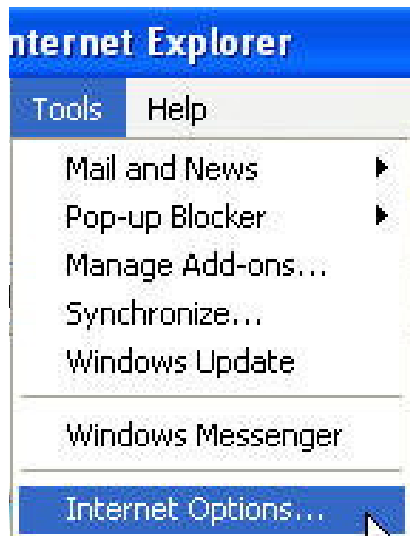 nternet Explorer
Tools Help
Mail and News
Pop-up Blocker
Manage Add-ons...
Synchronize...
Windows Update
Windows Messenger
Internet Options...